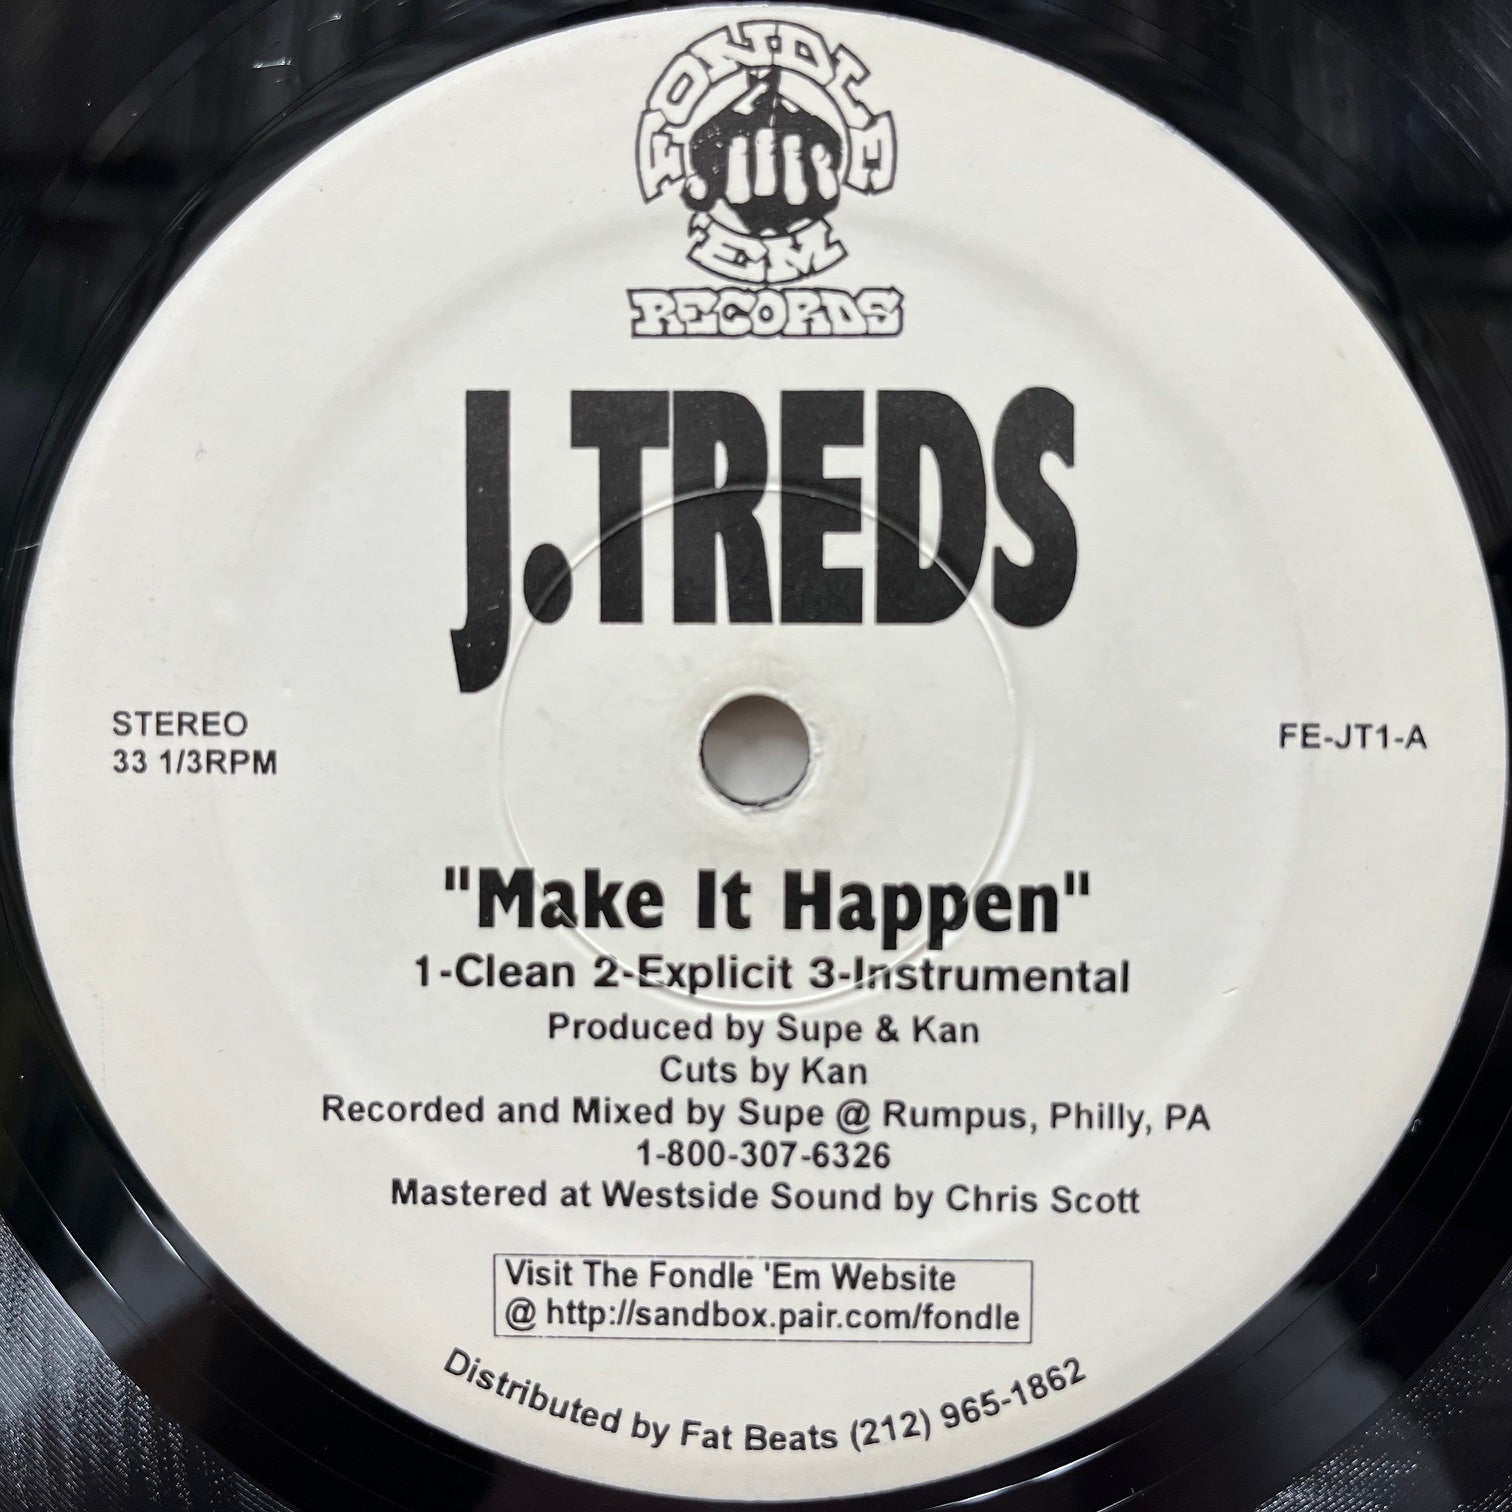 FONDLE
'EM
RECORDS
J.TREDS
STEREO
33 1/3RPM
FE-JT1-A
"Make It Happen"
1-Clean 2-Explicit 3-Instrumental
Produced by Supe & Kan
Cuts by Kan
Recorded and Mixed by Supe @ Rumpus, Philly, PA
1-800-307-6326
Mastered at Westside Sound by Chris Scott
Visit The Fondle 'Em Website
@ http://sandbox.pair.com/fondle
Distributed by Fat Beats (212) 965-1862